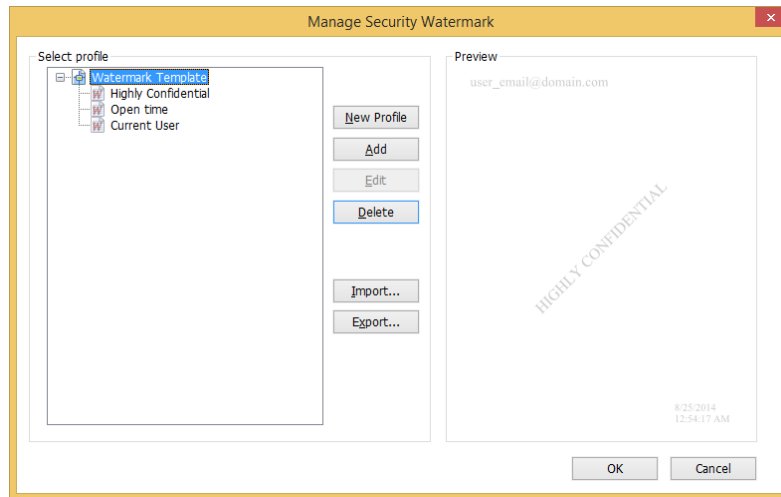 Manage Security Watermark
Select profile
Watermark Template
Highly Confidential
Open time
Current User
New Profile
Add
Edit
Delete
Import...
Export...
Preview
user_email@domain.com
HIGHLY CONFIDENTIAL
8/25/2014
12:54:17 AM
OK
Cancel